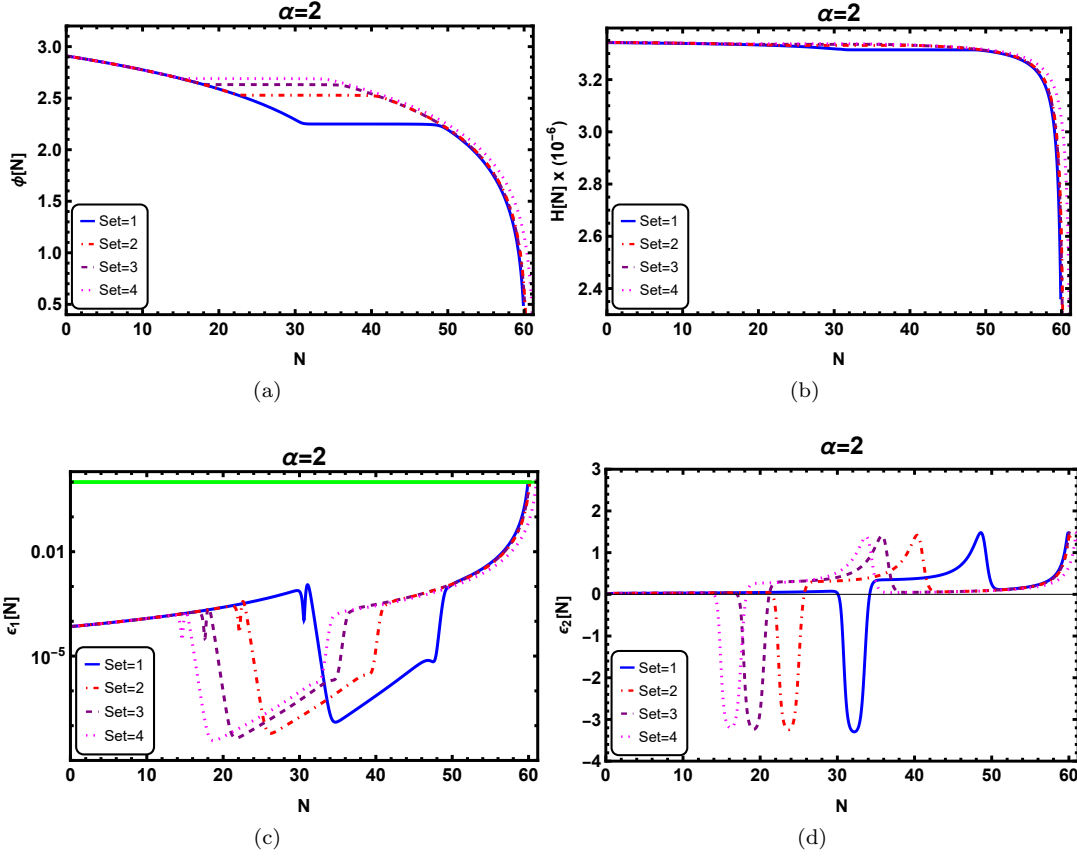 α=2
3.0
2.5
2.0
1.5
1.0
0.5
ϕ[N]
Set=1
Set=2
Set=3
Set=4
0 10 20 30 40 50 60
N
(a)
α=2
3.2
3.0
2.8
2.6
2.4
H[N] x (10⁻⁶)
Set=1
Set=2
Set=3
Set=4
0 10 20 30 40 50 60
N
(b)
α=2
0.01
10⁻⁵
ϵ₁[N]
Set=1
Set=2
Set=3
Set=4
0 10 20 30 40 50 60
N
(c)
α=2
3
2
1
0
−1
−2
−3
−4
ϵ₂[N]
Set=1
Set=2
Set=3
Set=4
0 10 20 30 40 50 60
N
(d)